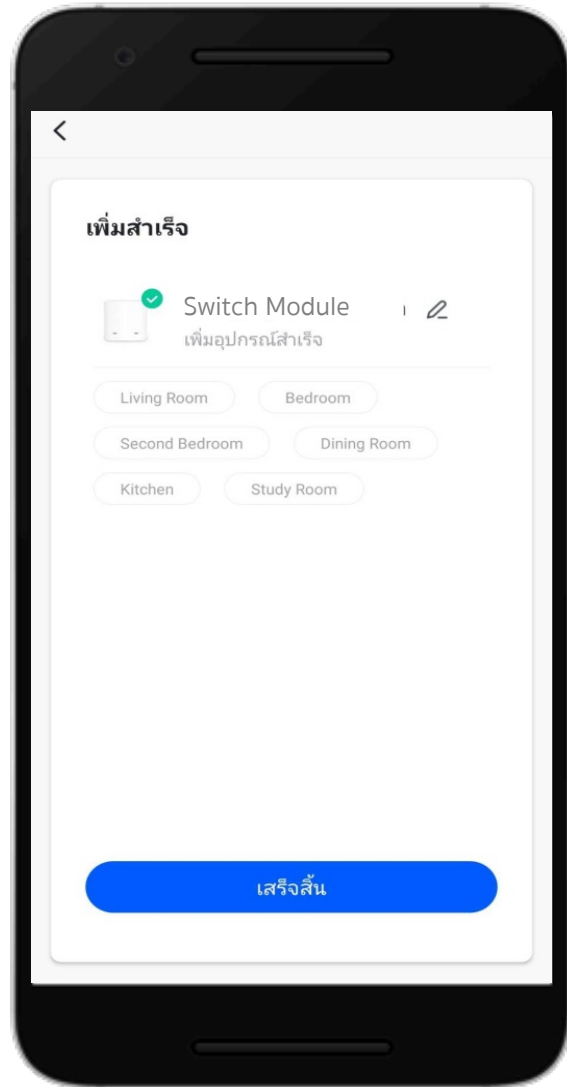 เพิ่มสำเร็จ
Switch Module
เพิ่มอุปกรณ์สำเร็จ
Living Room Bedroom
Second Bedroom Dining Room
Kitchen Study Room
เสร็จสิ้น